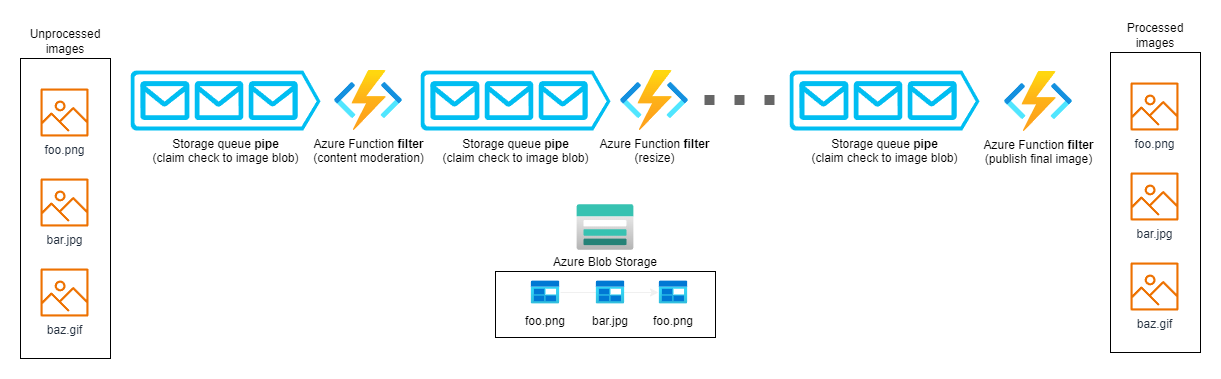 Unprocessed
images
foo.png
bar.jpg
baz.gif
Storage queue pipe
(claim check to image blob)
Azure Function filter
(content moderation)
Storage queue pipe
(claim check to image blob)
Azure Function filter
(resize)
Storage queue pipe
(claim check to image blob)
Azure Function filter
(publish final image)
Azure Blob Storage
foo.png
bar.jpg
foo.png
Processed
images
foo.png
bar.jpg
baz.gif